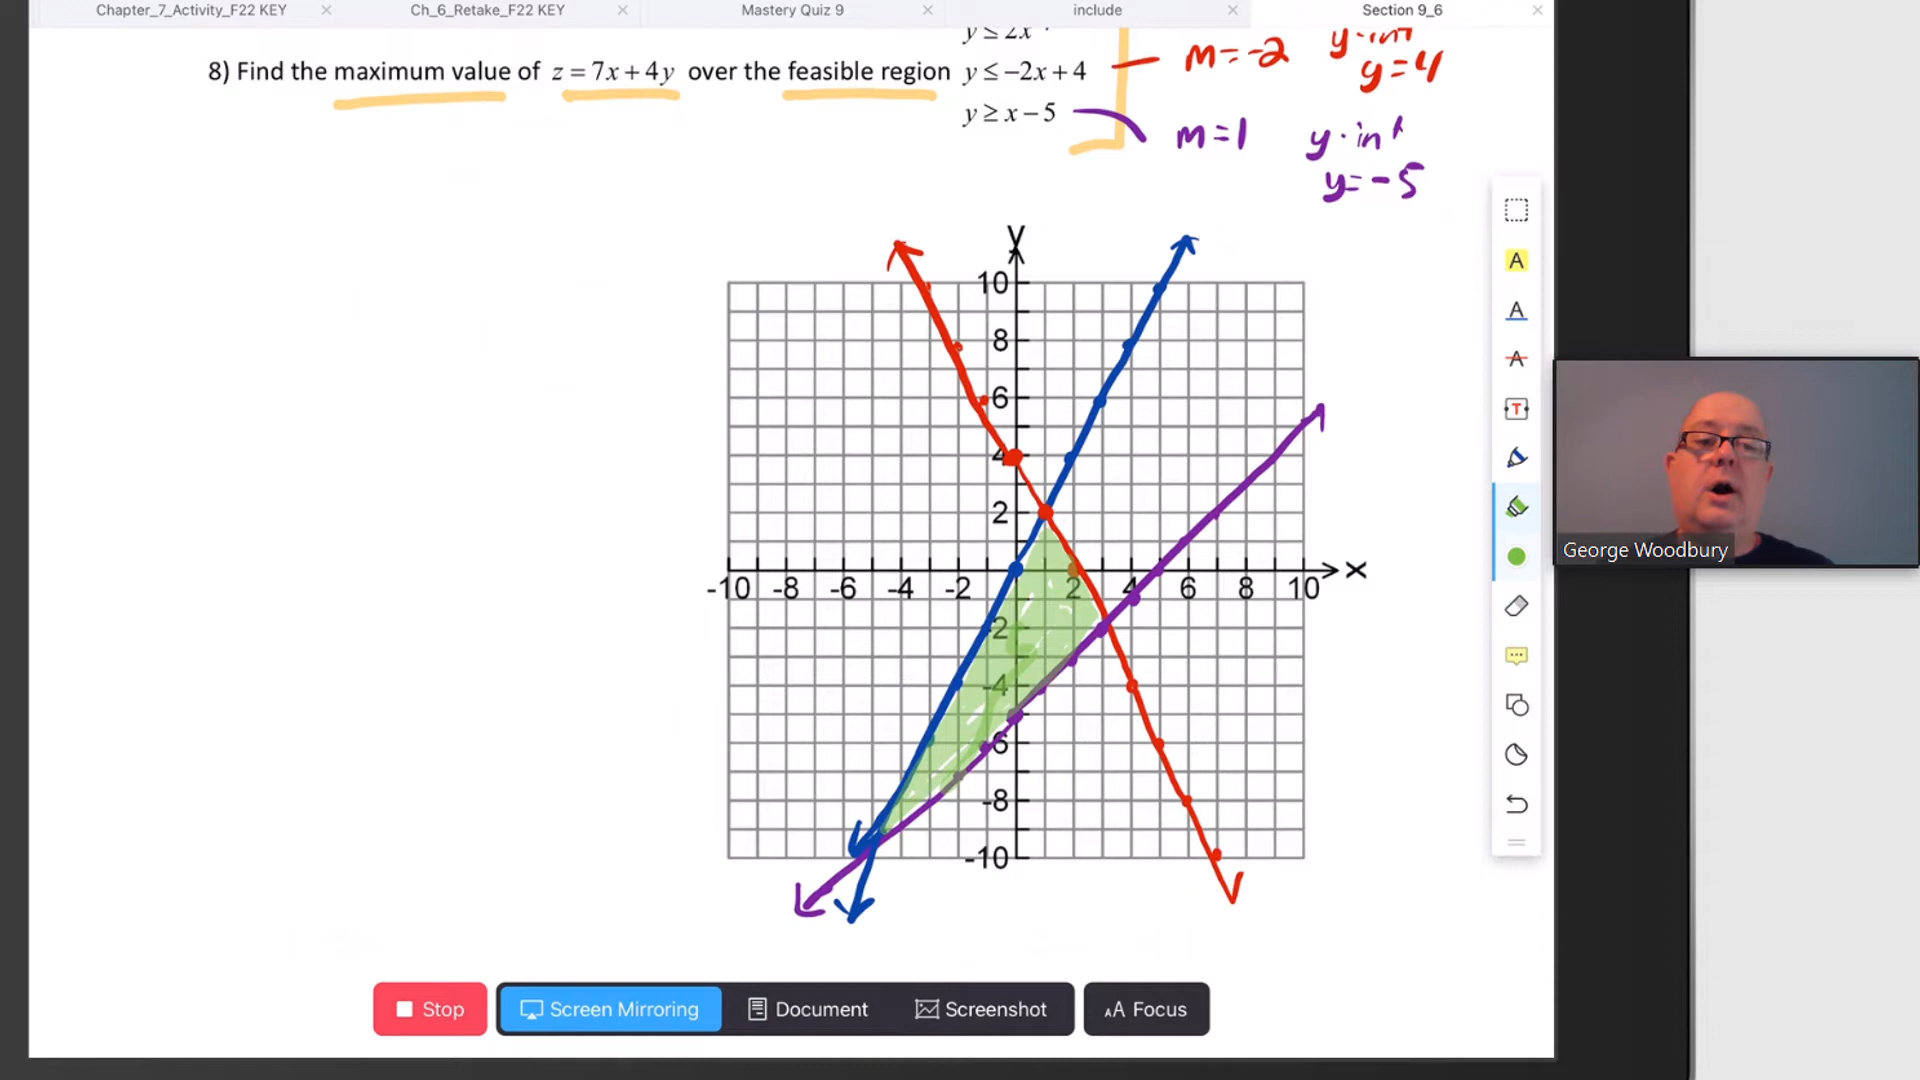 Chapter_7_Activity_F22 KEY
Ch_6_Retake_F22 KEY
Mastery Quiz 9
include
Section 9_6
y ≤ 2x
8) Find the maximum value of z = 7x + 4y over the feasible region y ≤ −2x + 4
y ≥ x − 5
m = -2
y-int
y = 4
m = 1
y-int
y = -5
y
10
8
6
4
2
-10 -8 -6 -4 -2 2 4 6 8 10 x
-2
-4
-6
-8
-10
A
A
A
T
George Woodbury
Stop
Screen Mirroring
Document
Screenshot
AA Focus